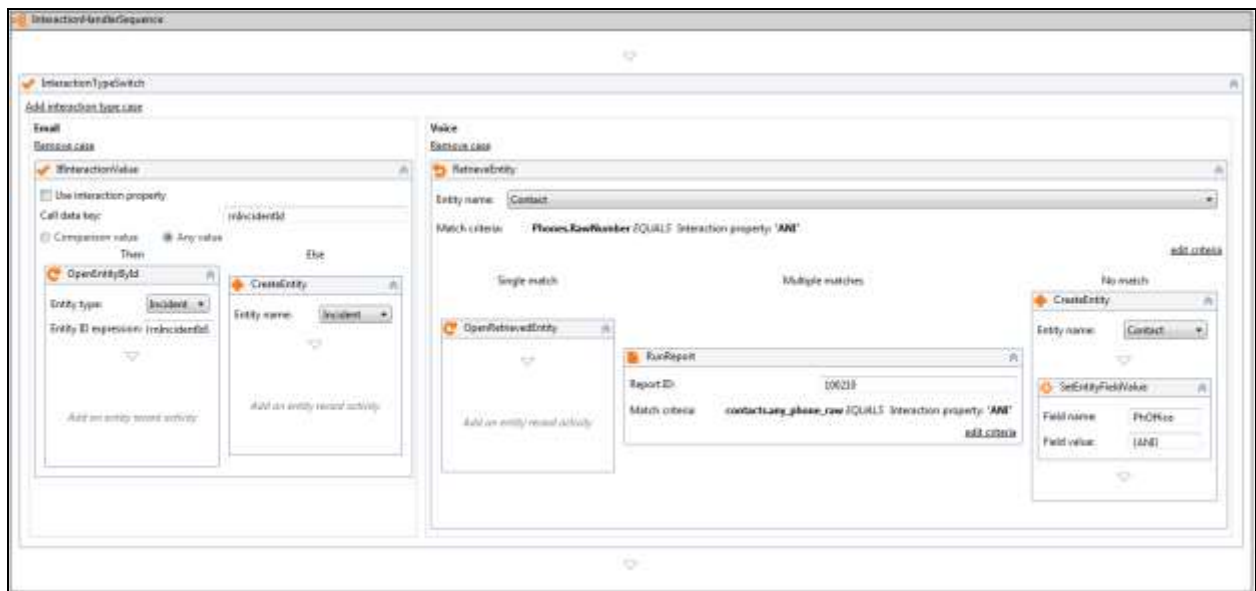 InteractionHandlerSequence
InteractionTypeSwitch
Add interaction type case
Email
Remove case
IfInteractionValue
Use interaction property
Call data key: rnIncidentId
Comparison value Any value
Then Else
OpenEntityById
Entity type: Incident
Entity ID expression: {rnIncidentId}
Add an entity record activity
CreateEntity
Entity name: Incident
Add an entity record activity
Voice
Remove case
RetrieveEntity
Entity name: Contact
Match criteria: Phones.RawNumber EQUALS Interaction property: 'ANI'
edit criteria
Single match Multiple matches No match
OpenRetrievedEntity
Add an entity record activity
RunReport
Report ID: 100210
Match criteria: contacts.any_phone_raw EQUALS Interaction property: 'ANI'
edit criteria
CreateEntity
Entity name: Contact
SetEntityFieldValue
Field name: PhOffice
Field value: {ANI}